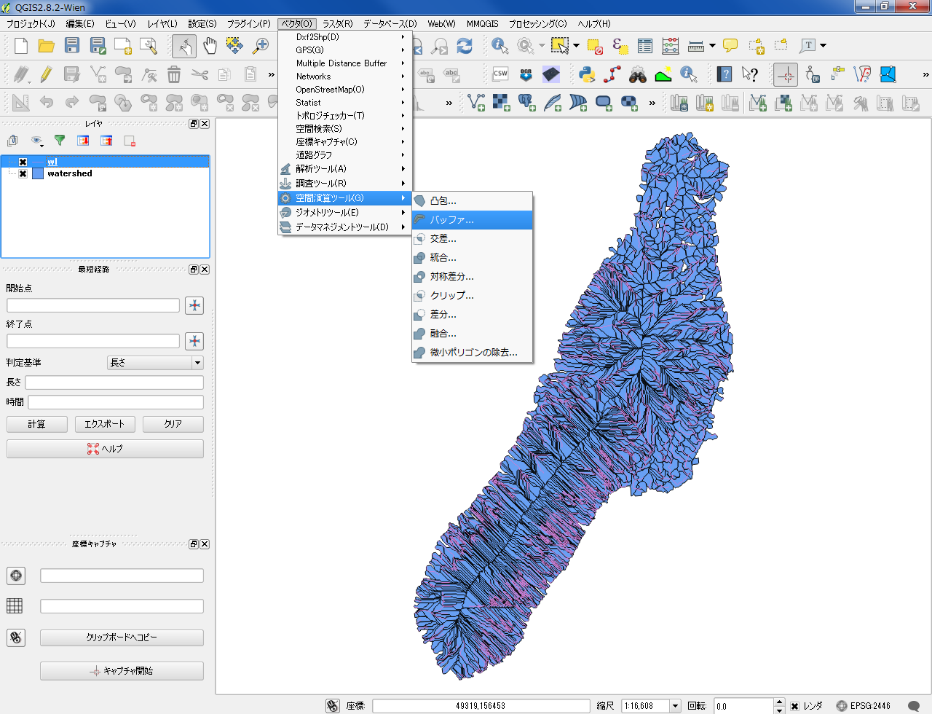 QGIS2.8.2-Wien
プロジェクト(J) 編集(E) ビュー(V) レイヤ(L) 設定(S) プラグイン(P) ベクタ(O) ラスタ(R) データベース(D) Web(W) MMQGIS プロセッシング(C) ヘルプ(H)
Dxf2Shp(D)
GPS(G)
Multiple Distance Buffer
Networks
OpenStreetMap(O)
Statist
トポロジチェッカー(T)
空間検索(S)
座標キャプチャ(C)
道路グラフ
解析ツール(A)
調査ツール(R)
空間演算ツール(G)
ジオメトリツール(E)
データマネジメントツール(D)
凸包...
バッファ...
交差...
統合...
対称差分...
クリップ...
差分...
融合...
微小ポリゴンの除去...
CSW
レイヤ
wl
watershed
最短経路
開始点
終了点
判定基準 長さ
長さ
時間
計算 エクスポート クリア
ヘルプ
座標キャプチャ
クリップボードへコピー
キャプチャ開始
座標: 49319,156453 縮尺 1:16,608 回転: 0.0 レンダ EPSG:2446